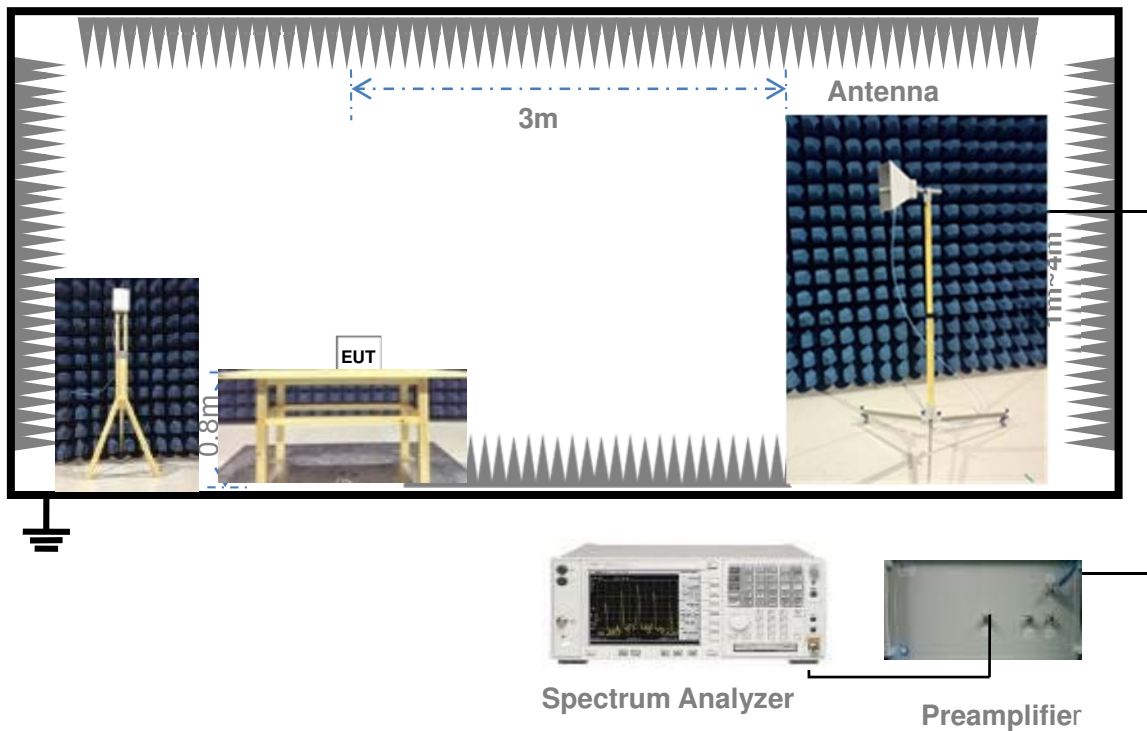 Antenna
3m
1m~4m
EUT
0.8m
Spectrum Analyzer
Preamplifier